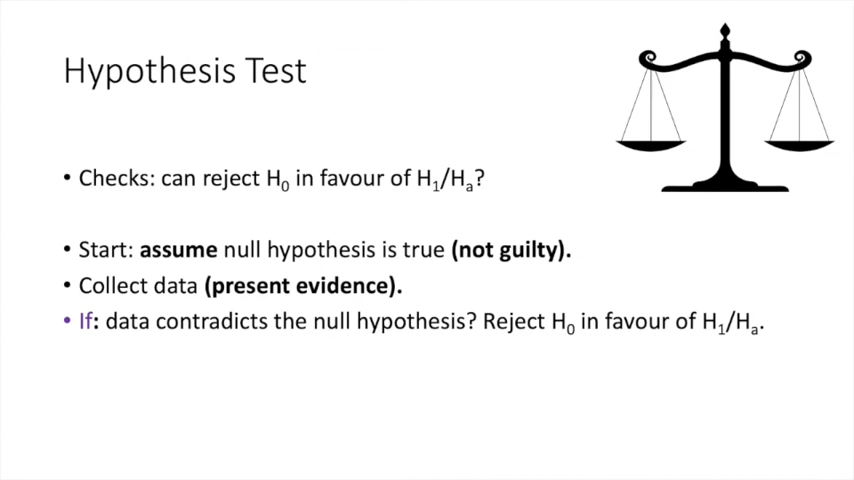 Hypothesis Test
• Checks: can reject H₀ in favour of H₁/Hₐ?
• Start: assume null hypothesis is true (not guilty).
• Collect data (present evidence).
• If: data contradicts the null hypothesis? Reject H₀ in favour of H₁/Hₐ.